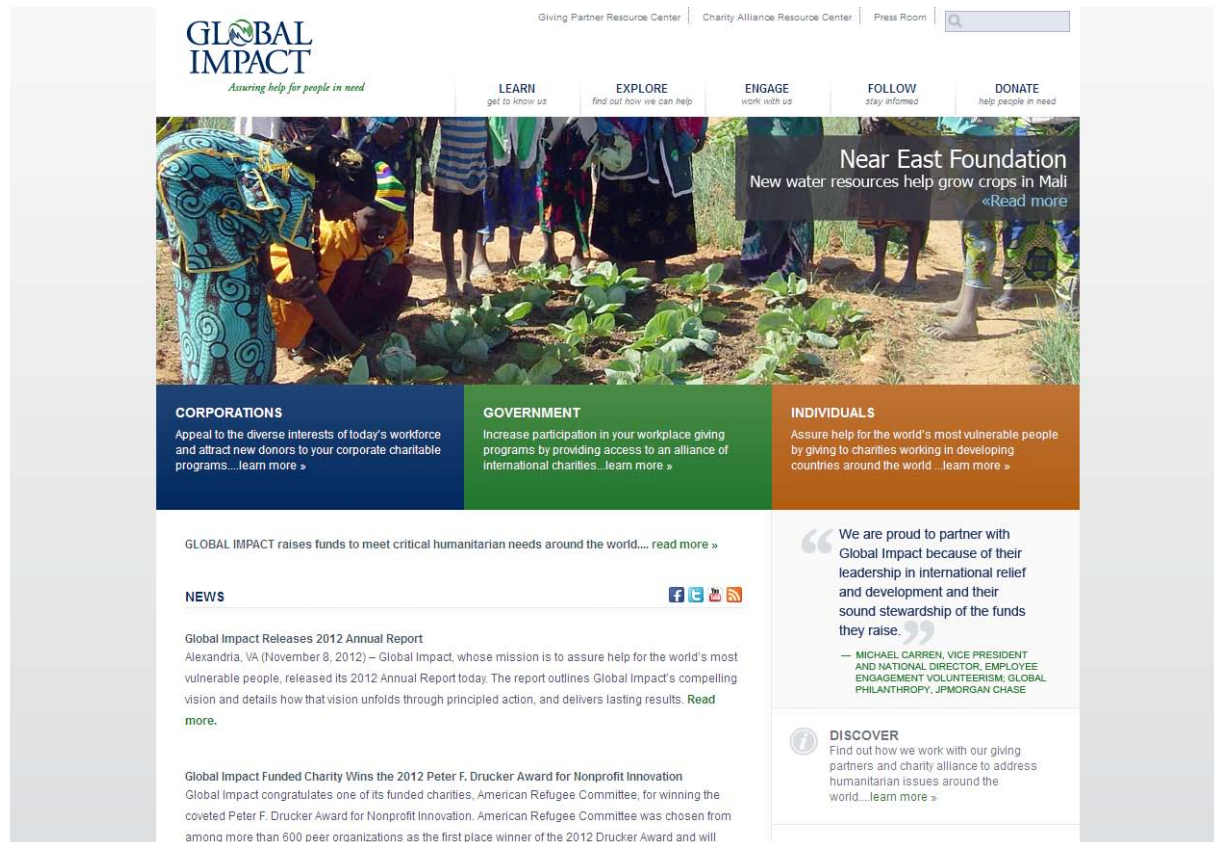 Giving Partner Resource Center
Charity Alliance Resource Center
Press Room
GLOBAL
IMPACT
Assuring help for people in need
LEARN
get to know us
EXPLORE
find out how we can help
ENGAGE
work with us
FOLLOW
stay informed
DONATE
help people in need
Near East Foundation
New water resources help grow crops in Mali
«Read more
CORPORATIONS
Appeal to the diverse interests of today's workforce
and attract new donors to your corporate charitable
programs....learn more »
GOVERNMENT
Increase participation in your workplace giving
programs by providing access to an alliance of
international charities...learn more »
INDIVIDUALS
Assure help for the world's most vulnerable people
by giving to charities working in developing
countries around the world ...learn more »
GLOBAL IMPACT raises funds to meet critical humanitarian needs around the world.... read more »
NEWS
f t You Tube
Global Impact Releases 2012 Annual Report
Alexandria, VA (November 8, 2012) – Global Impact, whose mission is to assure help for the world's most
vulnerable people, released its 2012 Annual Report today. The report outlines Global Impact's compelling
vision and details how that vision unfolds through principled action, and delivers lasting results. Read
more.
Global Impact Funded Charity Wins the 2012 Peter F. Drucker Award for Nonprofit Innovation
Global Impact congratulates one of its funded charities, American Refugee Committee, for winning the
coveted Peter F. Drucker Award for Nonprofit Innovation. American Refugee Committee was chosen from
among more than 600 peer organizations as the first place winner of the 2012 Drucker Award and will
“ We are proud to partner with
Global Impact because of their
leadership in international relief
and development and their
sound stewardship of the funds
they raise. ”
— MICHAEL CARREN, VICE PRESIDENT
AND NATIONAL DIRECTOR, EMPLOYEE
ENGAGEMENT VOLUNTEERISM; GLOBAL
PHILANTHROPY, JPMORGAN CHASE
i
DISCOVER
Find out how we work with our giving
partners and charity alliance to address
humanitarian issues around the
world....learn more »